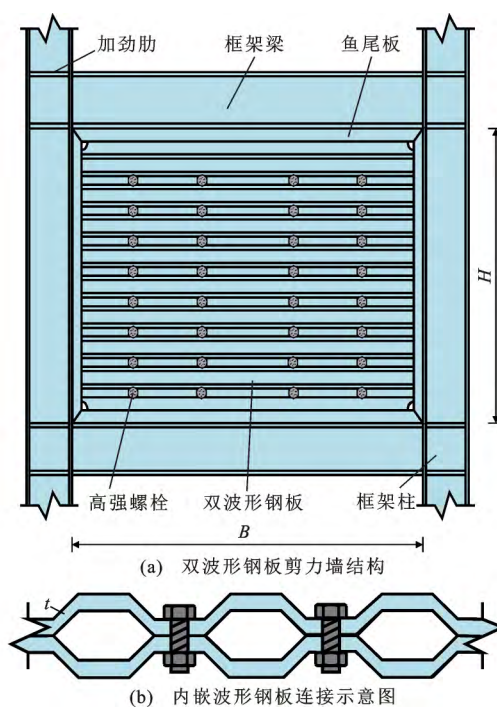 加劲肋 框架梁 鱼尾板
H
高强螺栓 双波形钢板 框架柱
B
(a) 双波形钢板剪力墙结构
t
(b) 内嵌波形钢板连接示意图